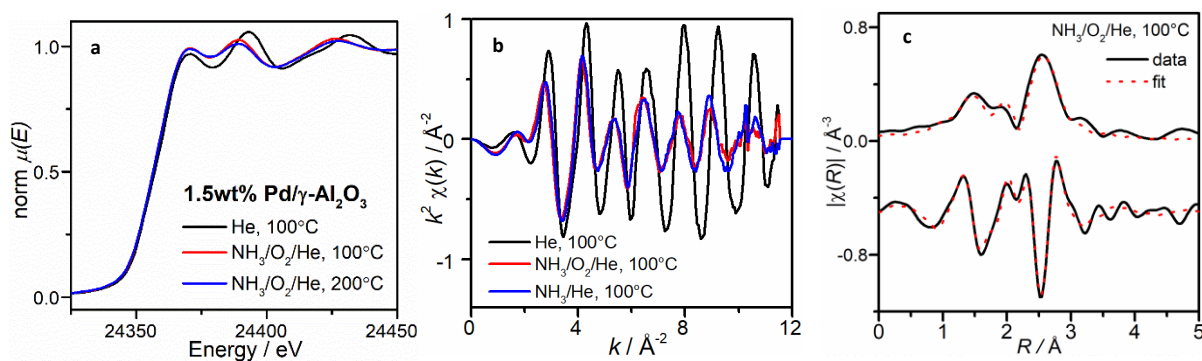 norm μ(E)
1.0
0.5
0.0
a
1.5wt% Pd/γ-Al₂O₃
He, 100°C
NH₃/O₂/He, 100°C
NH₃/O₂/He, 200°C
24350
24400
24450
Energy / eV
k² χ(k) / Å⁻²
1
0
-1
b
He, 100°C
NH₃/O₂/He, 100°C
NH₃/He, 100°C
0
4
8
12
k / Å⁻²
|χ(R)| / Å⁻³
0.8
0.0
-0.8
c
NH₃/O₂/He, 100°C
data
fit
0
1
2
3
4
5
R / Å